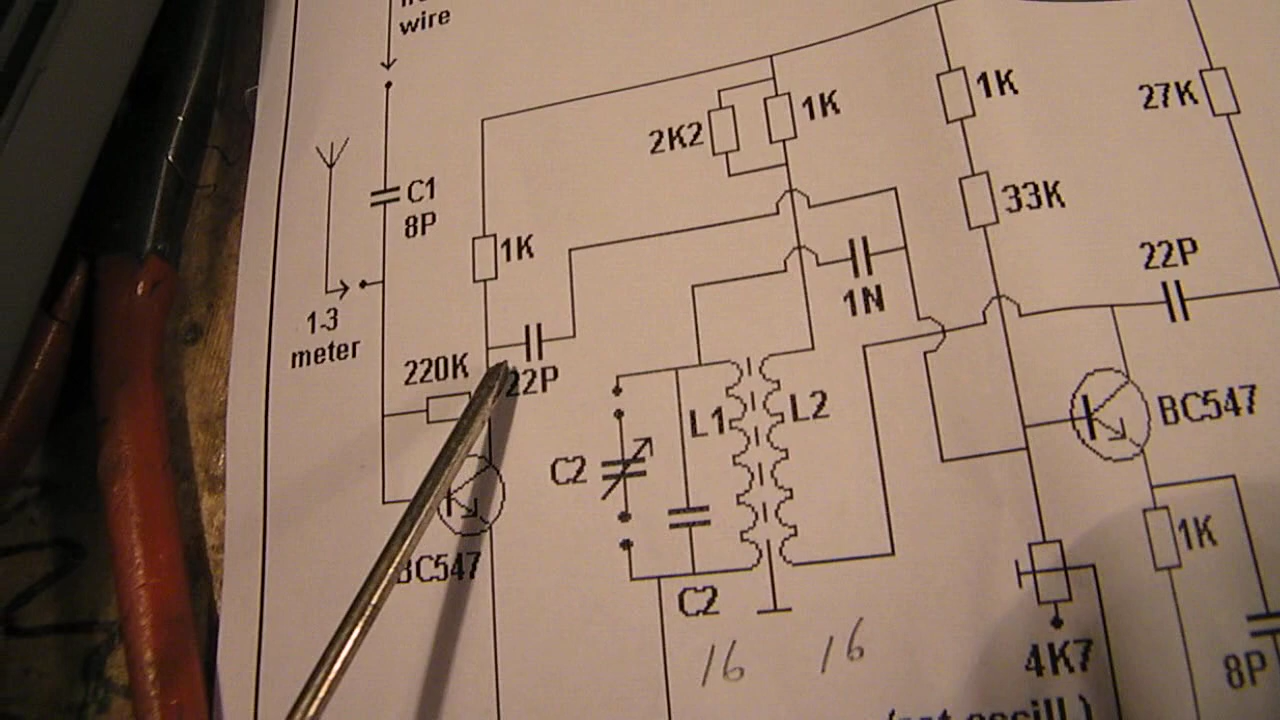 wire
C1
8P
1-3
meter
1K
2K2
1K
1K
27K
33K
22P
1N
220K
22P
L1
L2
BC547
C2
BC547
C2
1K
16
16
4K7
8P